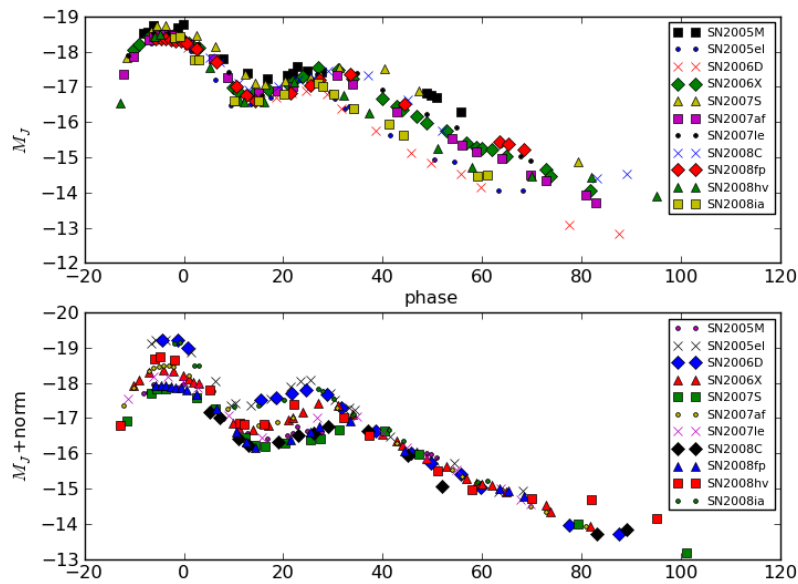 −19
−18
−17
−16
−15
−14
−13
−12
M_J
−20
0
20
40
60
80
100
120
phase
SN2005M
SN2005el
SN2006D
SN2006X
SN2007S
SN2007af
SN2007le
SN2008C
SN2008fp
SN2008hv
SN2008ia
−20
−19
−18
−17
−16
−15
−14
−13
M_J+norm
−20
0
20
40
60
80
100
120
SN2005M
SN2005el
SN2006D
SN2006X
SN2007S
SN2007af
SN2007le
SN2008C
SN2008fp
SN2008hv
SN2008ia